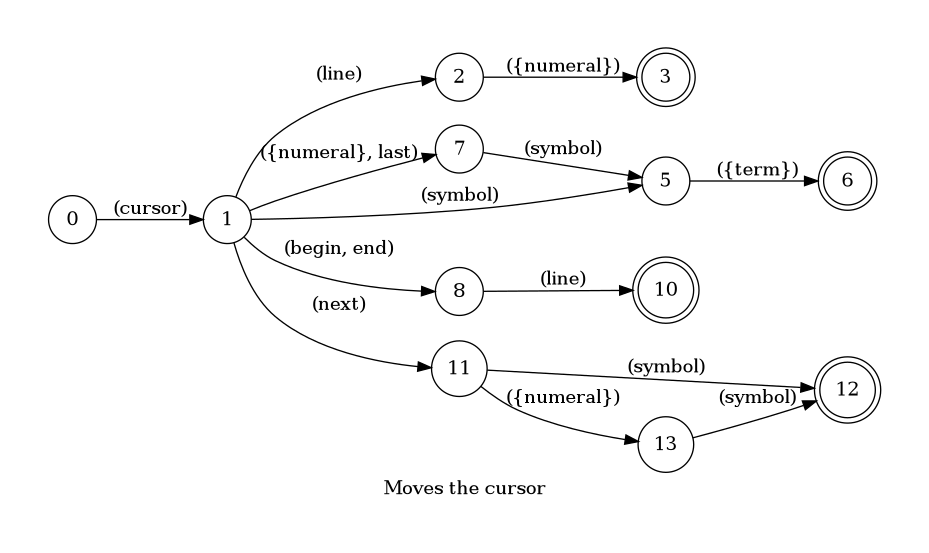 (line)
2
({numeral})
3
({numeral}, last)
7
(symbol)
5
({term})
6
(symbol)
0
(cursor)
1
(begin, end)
8
(line)
10
(next)
11
(symbol)
12
({numeral})
13
(symbol)
Moves the cursor